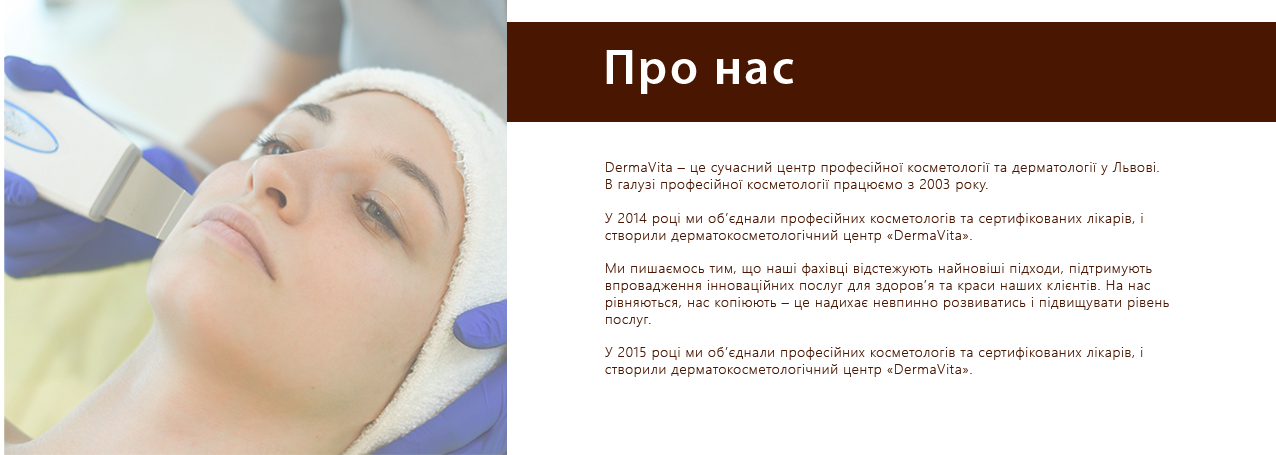 Про нас
DermaVita – це сучасний центр професійної косметології та дерматології у Львові.
В галузі професійної косметології працюємо з 2003 року.
У 2014 році ми об’єднали професійних косметологів та сертифікованих лікарів, і
створили дерматокосметологічний центр «DermaVita».
Ми пишаємось тим, що наші фахівці відстежують найновіші підходи, підтримують
впровадження інноваційних послуг для здоров’я та краси наших клієнтів. На нас
рівняються, нас копіюють – це надихає невпинно розвиватись і підвищувати рівень
послуг.
У 2015 році ми об’єднали професійних косметологів та сертифікованих лікарів, і
створили дерматокосметологічний центр «DermaVita».